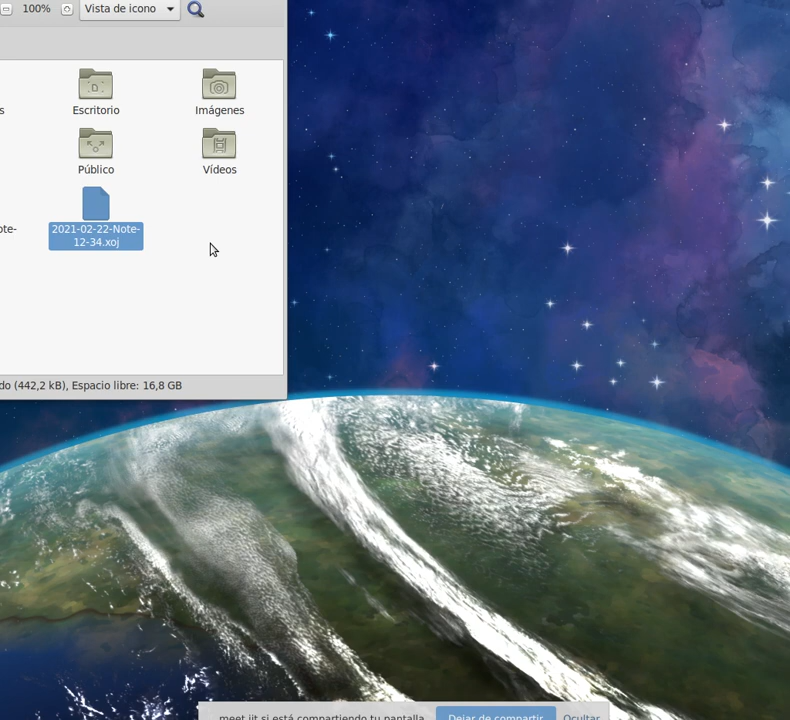 100% Vista de icono
s Escritorio Imágenes
Público Vídeos
ote- 2021-02-22-Note-
12-34.xoj
do (442,2 kB), Espacio libre: 16,8 GB
meet.jit.si está compartiendo tu pantalla. Dejar de compartir Ocultar